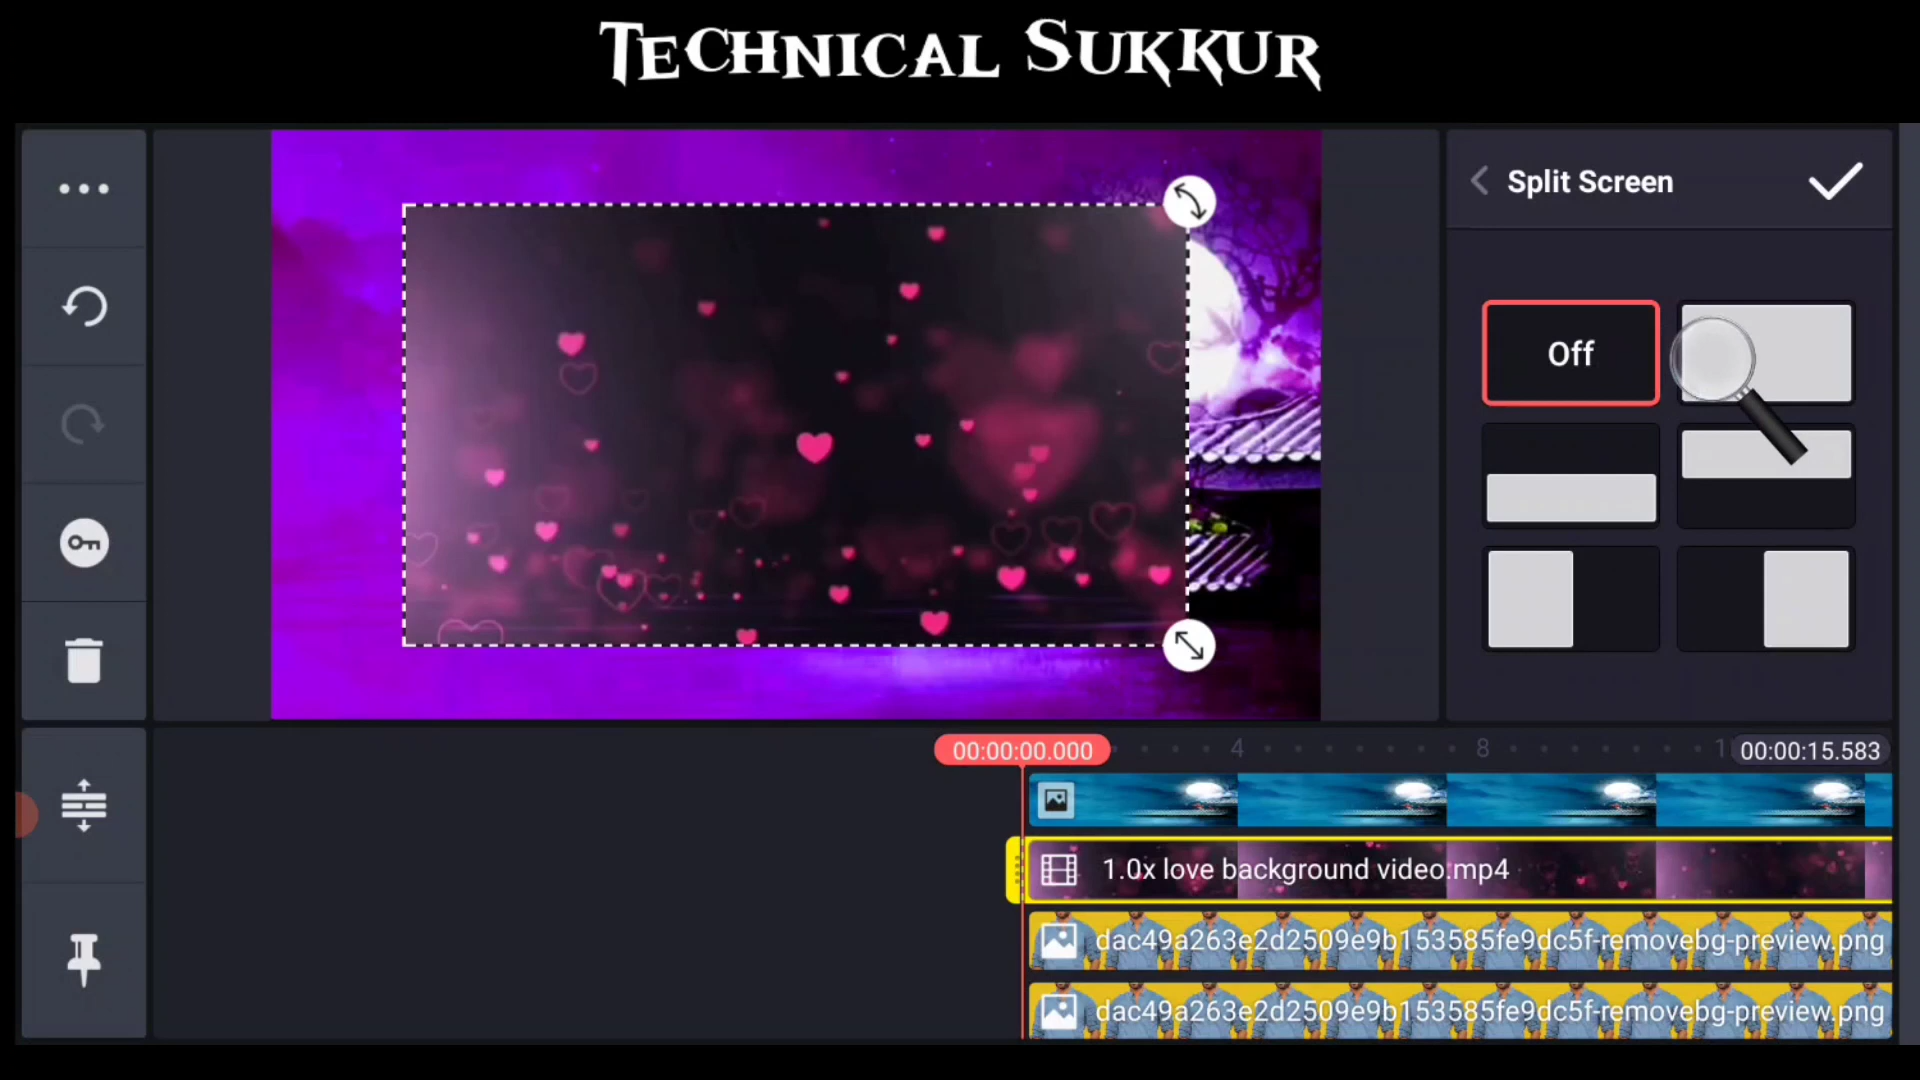 TECHNICAL SUKKUR
Split Screen
Off
00:00:00.000
4
8
1
00:00:15.583
1.0x love background video.mp4
dac49a263e2d2509e9b153585fe9dc5f-removebg-preview.png
dac49a263e2d2509e9b153585fe9dc5f-removebg-preview.png